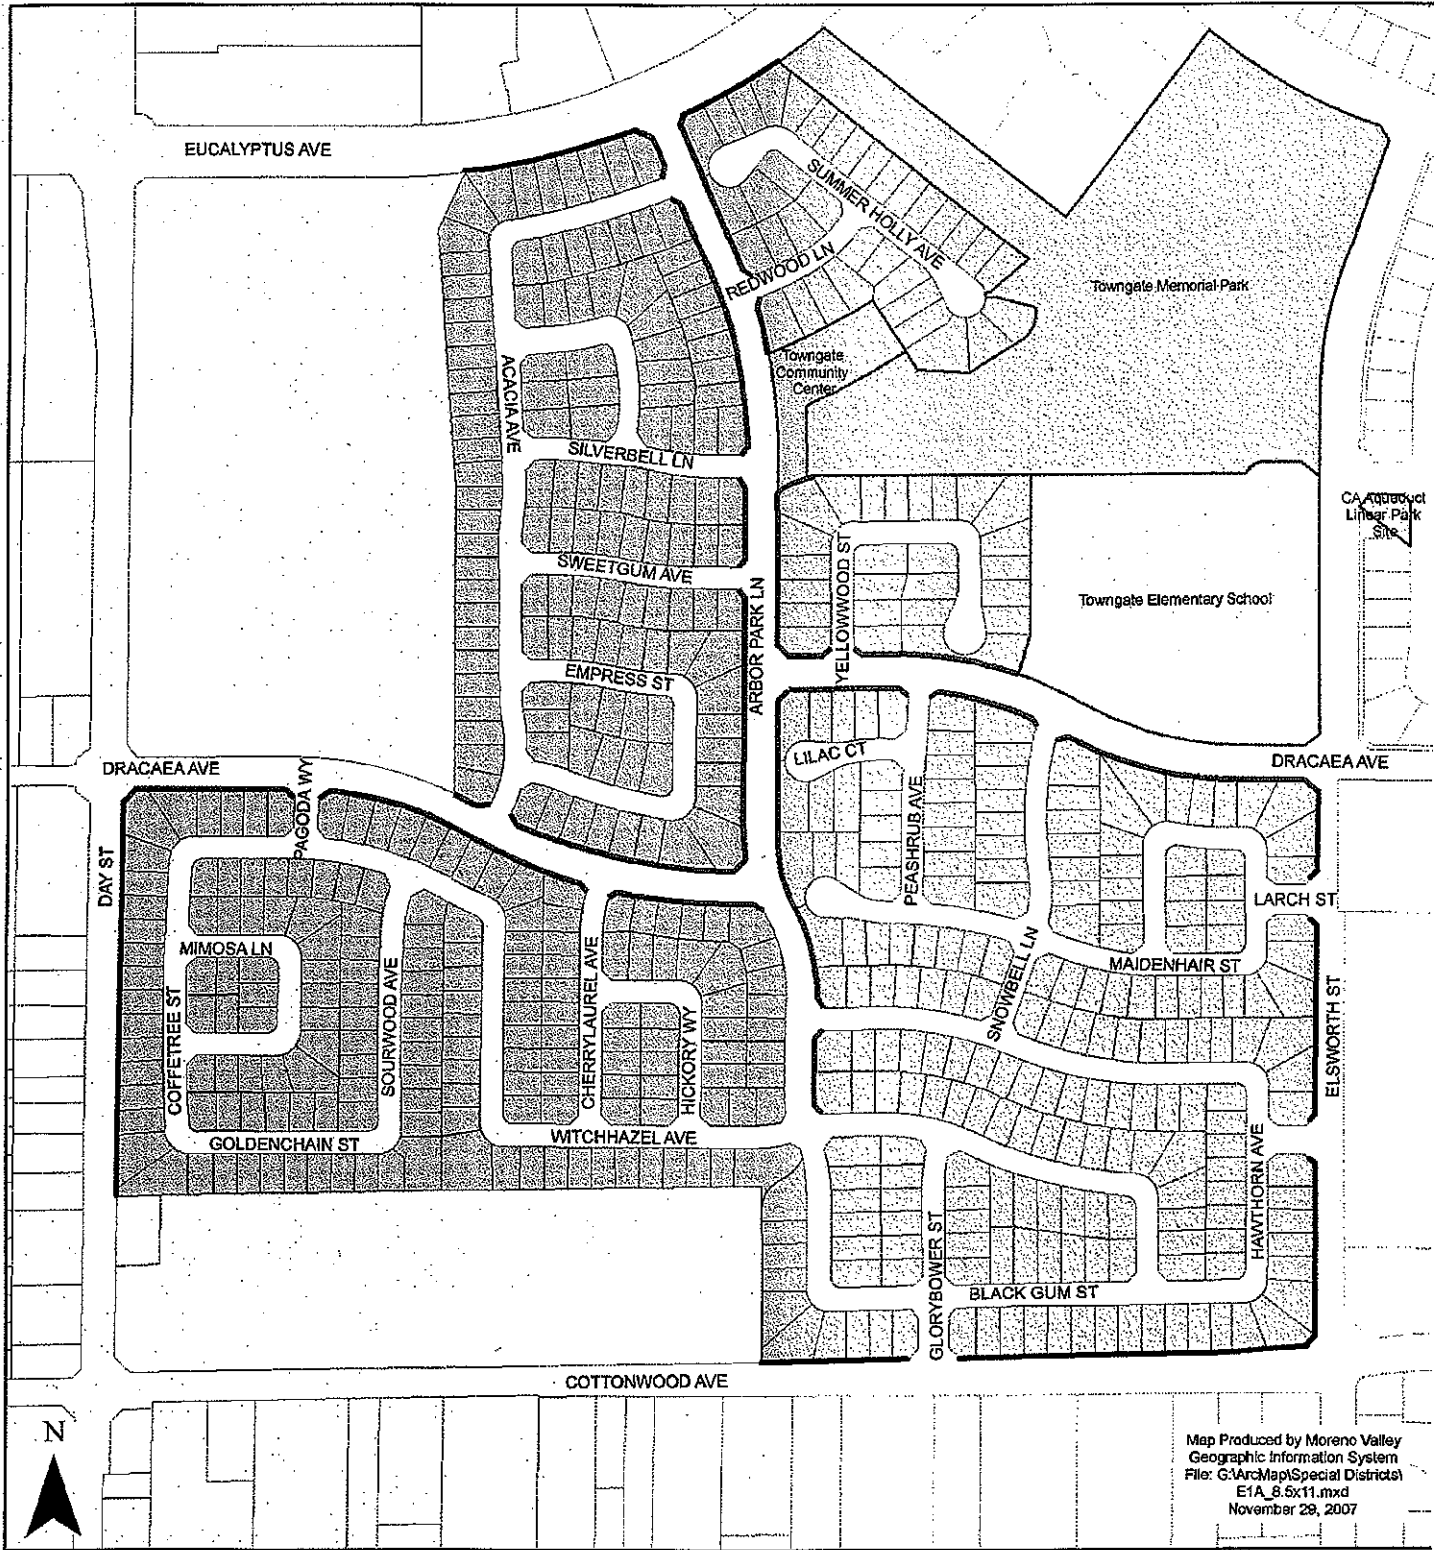 EUCALYPTUS AVE
SUMMER HOLLY AVE
REDWOOD LN
Towngate Memorial Park
Towngate
Community
Center
ACACIA AVE
SILVERBELL LN
CA Aqueduct
Linear Park
Site
SWEETGUM AVE
YELLOWWOOD ST
ARBOR PARK LN
Towngate Elementary School
EMPRESS ST
LILAC CT
DRACAEA AVE
DRACAEA AVE
PAGODA WY
PEASHRUB AVE
DAY ST
LARCH ST
MIMOSA LN
SNOWBELL LN
MAIDENHAIR ST
COFFETREE ST
SOURWOOD AVE
CHERRYLAUREL AVE
HICKORY WY
ELSWORTH ST
GOLDENCHAIN ST
WITCHHAZEL AVE
HAWTHORN AVE
GLORYBOWER ST
BLACK GUM ST
COTTONWOOD AVE
N
Map Produced by Moreno Valley
Geographic Information System
File: G:\ArcMap\Special Districts\
E1A_8.5x11.mxd
November 29, 2007